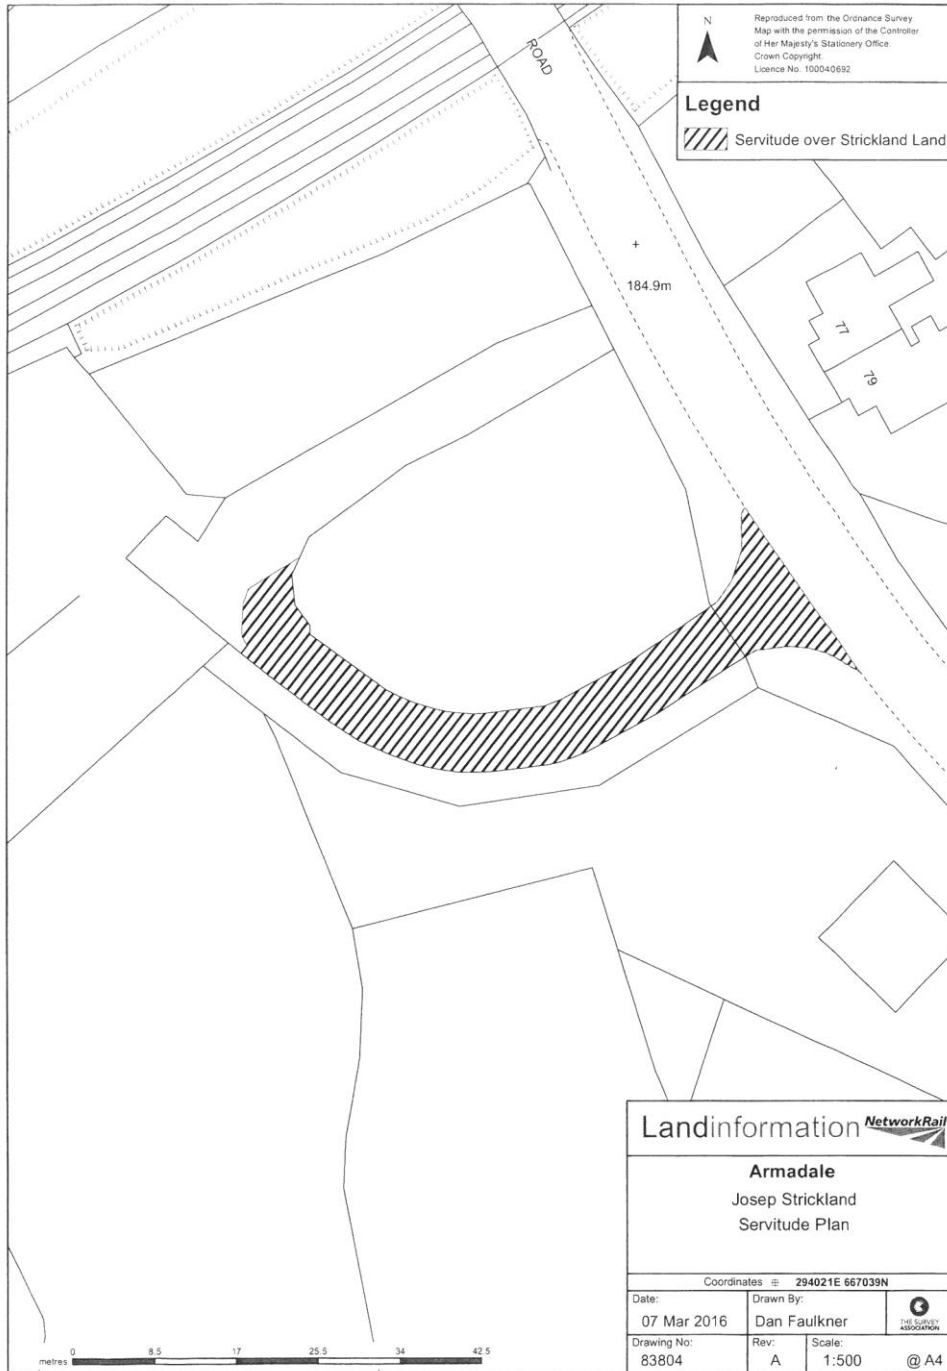 N
Reproduced from the Ordnance Survey
Map with the permission of the Controller
of Her Majesty's Stationery Office.
Crown Copyright.
Licence No. 100040692
Legend
Servitude over Strickland Land
ROAD
+
184.9m
77
79
Landinformation NetworkRail
Armadale
Josep Strickland
Servitude Plan
Coordinates 294021E 667039N
Date:
07 Mar 2016
Drawn By:
Dan Faulkner
THE SURVEY
ASSOCIATION
Drawing No:
83804
Rev:
A
Scale:
1:500 @ A4
metres 0 8.5 17 25.5 34 42.5